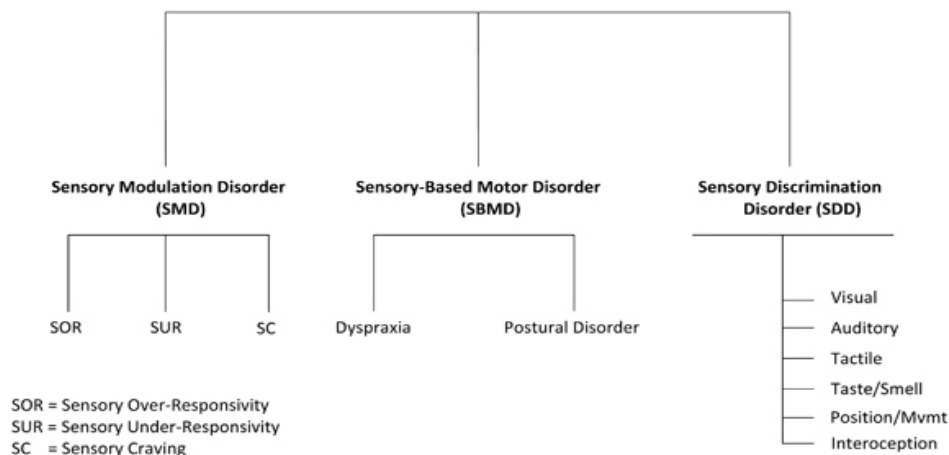 Sensory Modulation Disorder
(SMD)
Sensory-Based Motor Disorder
(SBMD)
Sensory Discrimination
Disorder (SDD)
SOR
SUR
SC
Dyspraxia
Postural Disorder
Visual
Auditory
Tactile
Taste/Smell
Position/Mvmt
Interoception
SOR = Sensory Over-Responsivity
SUR = Sensory Under-Responsivity
SC = Sensory Craving